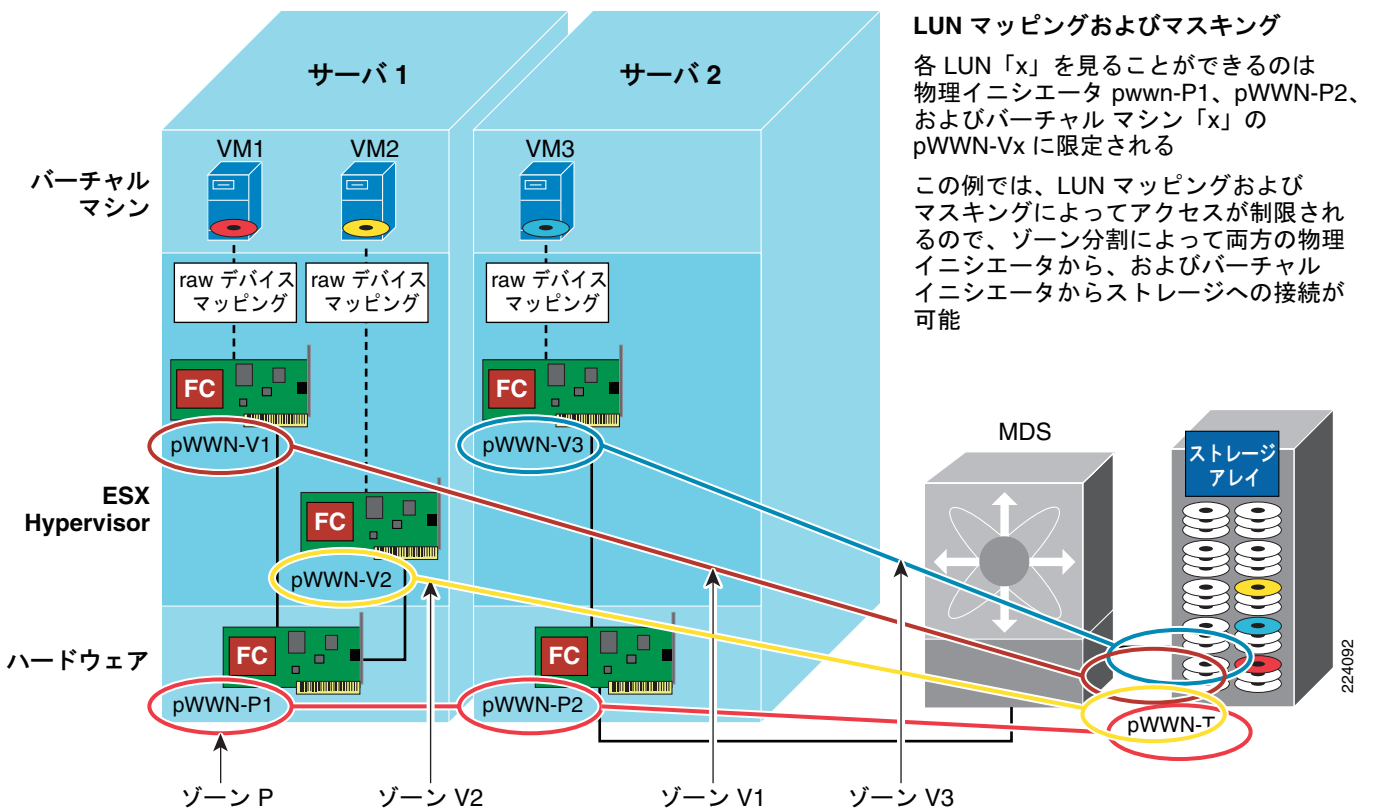 サーバ 1
サーバ 2
LUN マッピングおよびマスキング
各 LUN「x」を見ることができるのは
物理イニシエータ pwwn-P1、pWWN-P2、
およびバーチャル マシン「x」の
pWWN-Vx に限定される
この例では、LUN マッピングおよび
マスキングによってアクセスが制限され
るので、ゾーン分割によって両方の物理
イニシエータから、およびバーチャル
イニシエータからストレージへの接続が
可能
バーチャル
マシン
VM1
VM2
VM3
raw デバイス
マッピング
raw デバイス
マッピング
raw デバイス
マッピング
FC
FC
pWWN-V1
pWWN-V3
MDS
ストレージ
アレイ
ESX
Hypervisor
FC
pWWN-V2
ハードウェア
FC
FC
pWWN-P1
pWWN-P2
pWWN-T
224092
ゾーン P
ゾーン V2
ゾーン V1
ゾーン V3